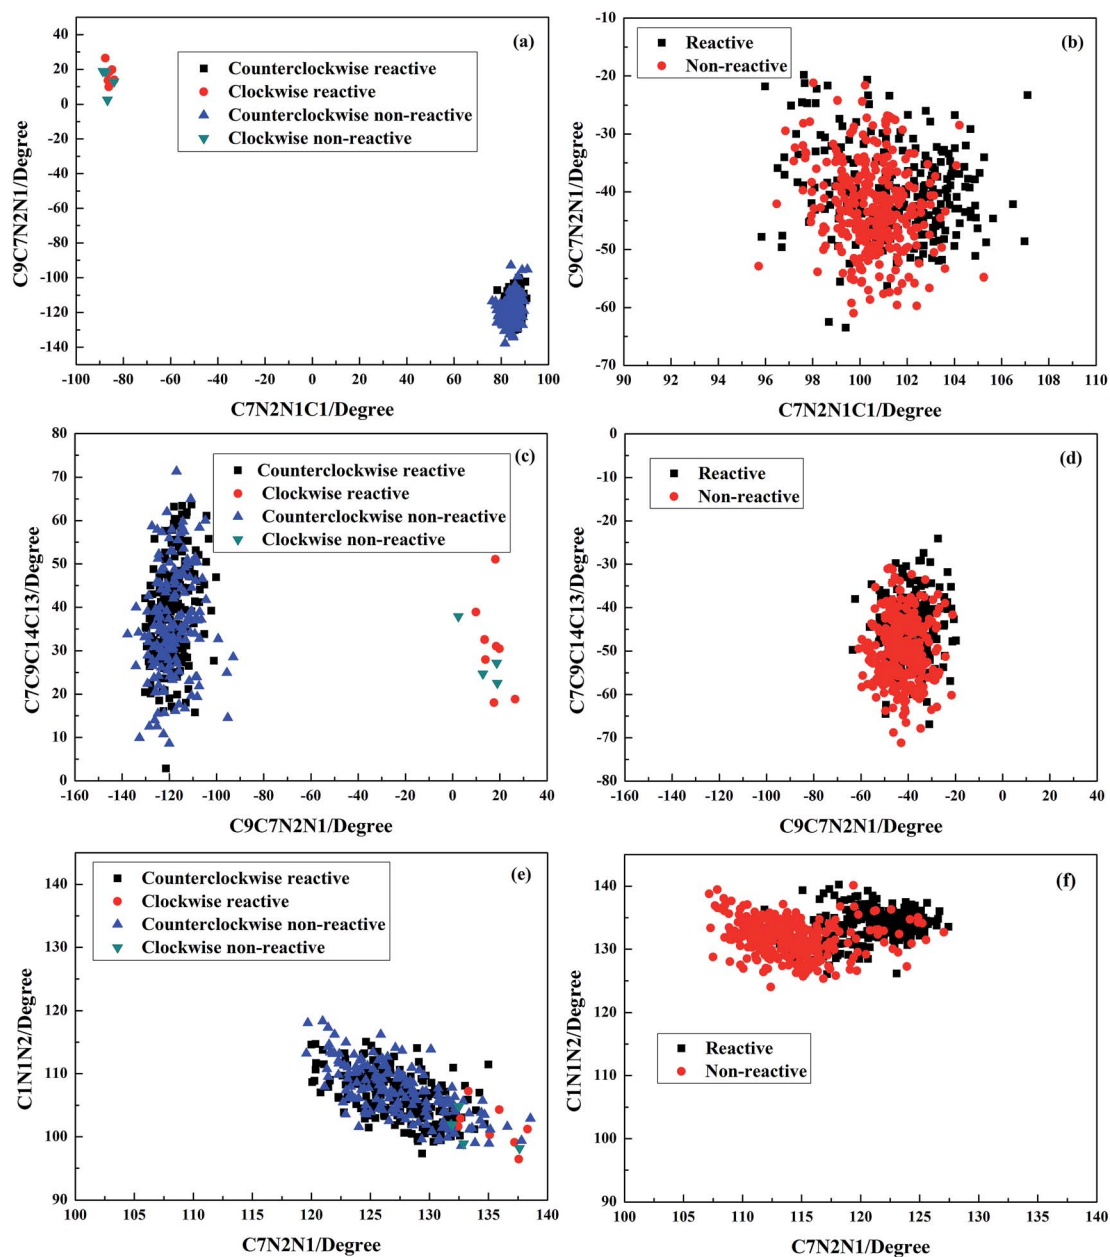 (a)
Counterclockwise reactive
Clockwise reactive
Counterclockwise non-reactive
Clockwise non-reactive
C9C7N2N1/Degree
40
20
0
-20
-40
-60
-80
-100
-120
-140
-100 -80 -60 -40 -20 0 20 40 60 80 100
C7N2N1C1/Degree
(b)
Reactive
Non-reactive
C9C7N2N1/Degree
-10
-20
-30
-40
-50
-60
-70
90 92 94 96 98 100 102 104 106 108 110
C7N2N1C1/Degree
(c)
Counterclockwise reactive
Clockwise reactive
Counterclockwise non-reactive
Clockwise non-reactive
C7C9C14C13/Degree
80
70
60
50
40
30
20
10
0
-160 -140 -120 -100 -80 -60 -40 -20 0 20 40
C9C7N2N1/Degree
(d)
Reactive
Non-reactive
C7C9C14C13/Degree
0
-10
-20
-30
-40
-50
-60
-70
-80
-160 -140 -120 -100 -80 -60 -40 -20 0 20 40
C9C7N2N1/Degree
(e)
Counterclockwise reactive
Clockwise reactive
Counterclockwise non-reactive
Clockwise non-reactive
C1N1N2/Degree
140
130
120
110
100
90
100 105 110 115 120 125 130 135 140
C7N2N1/Degree
(f)
Reactive
Non-reactive
C1N1N2/Degree
140
130
120
110
100
90
100 105 110 115 120 125 130 135 140
C7N2N1/Degree